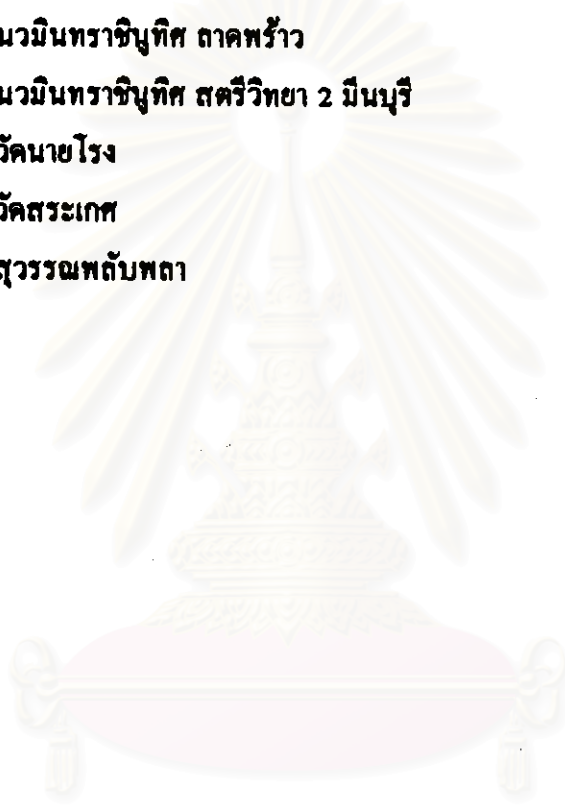 นวมินทราชินูทิศ ลาดพร้าว
นวมินทราชินูทิศ สตรีวิทยา 2 มีนบุรี
วัดนายโรง
วัดสระเกศ
สุวรรณพลับพลา